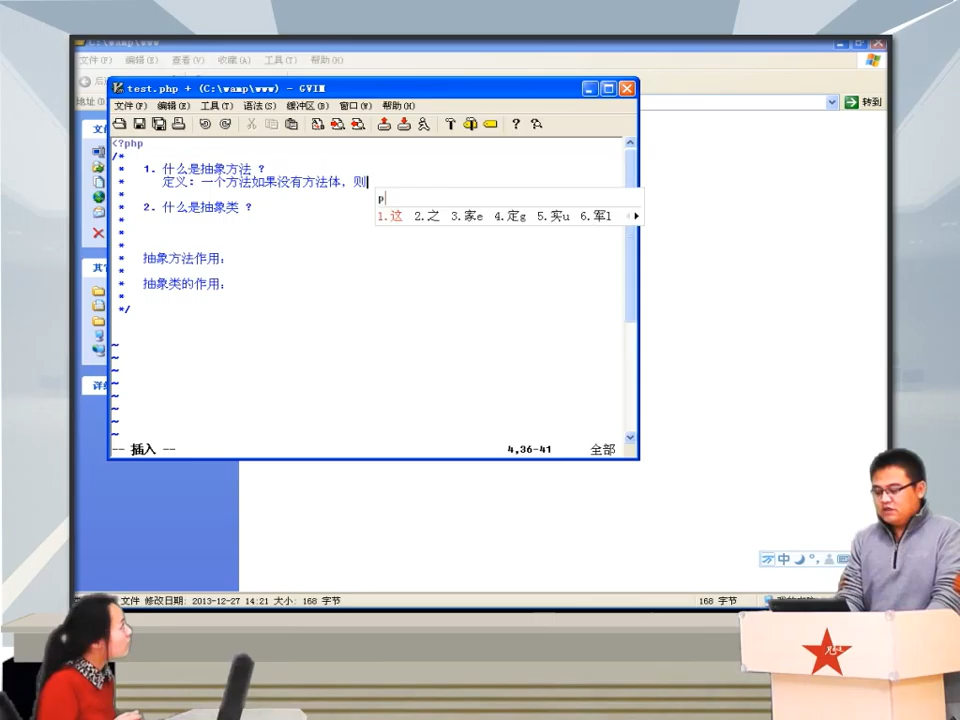 C:\wamp\www
文件(F) 编辑(E) 查看(V) 收藏(A) 工具(T) 帮助(H)
转到
test.php + (C:\wamp\www) - GVIM
文件(F) 编辑(E) 工具(T) 语法(S) 缓冲区(B) 窗口(W) 帮助(H)
<?php
/*
* 1. 什么是抽象方法 ?
* 定义: 一个方法如果没有方法体, 则
*
* 2. 什么是抽象类 ?
*
*
*
* 抽象方法作用:
*
* 抽象类的作用:
*
*/
p
1.这 2.之 3.家e 4.定g 5.实u 6.军l
~
~
~
~
~
~
~
~
-- 插入 -- 4,36-41 全部
中
文件 修改日期: 2013-12-27 14:21 大小: 168 字节 168 字节